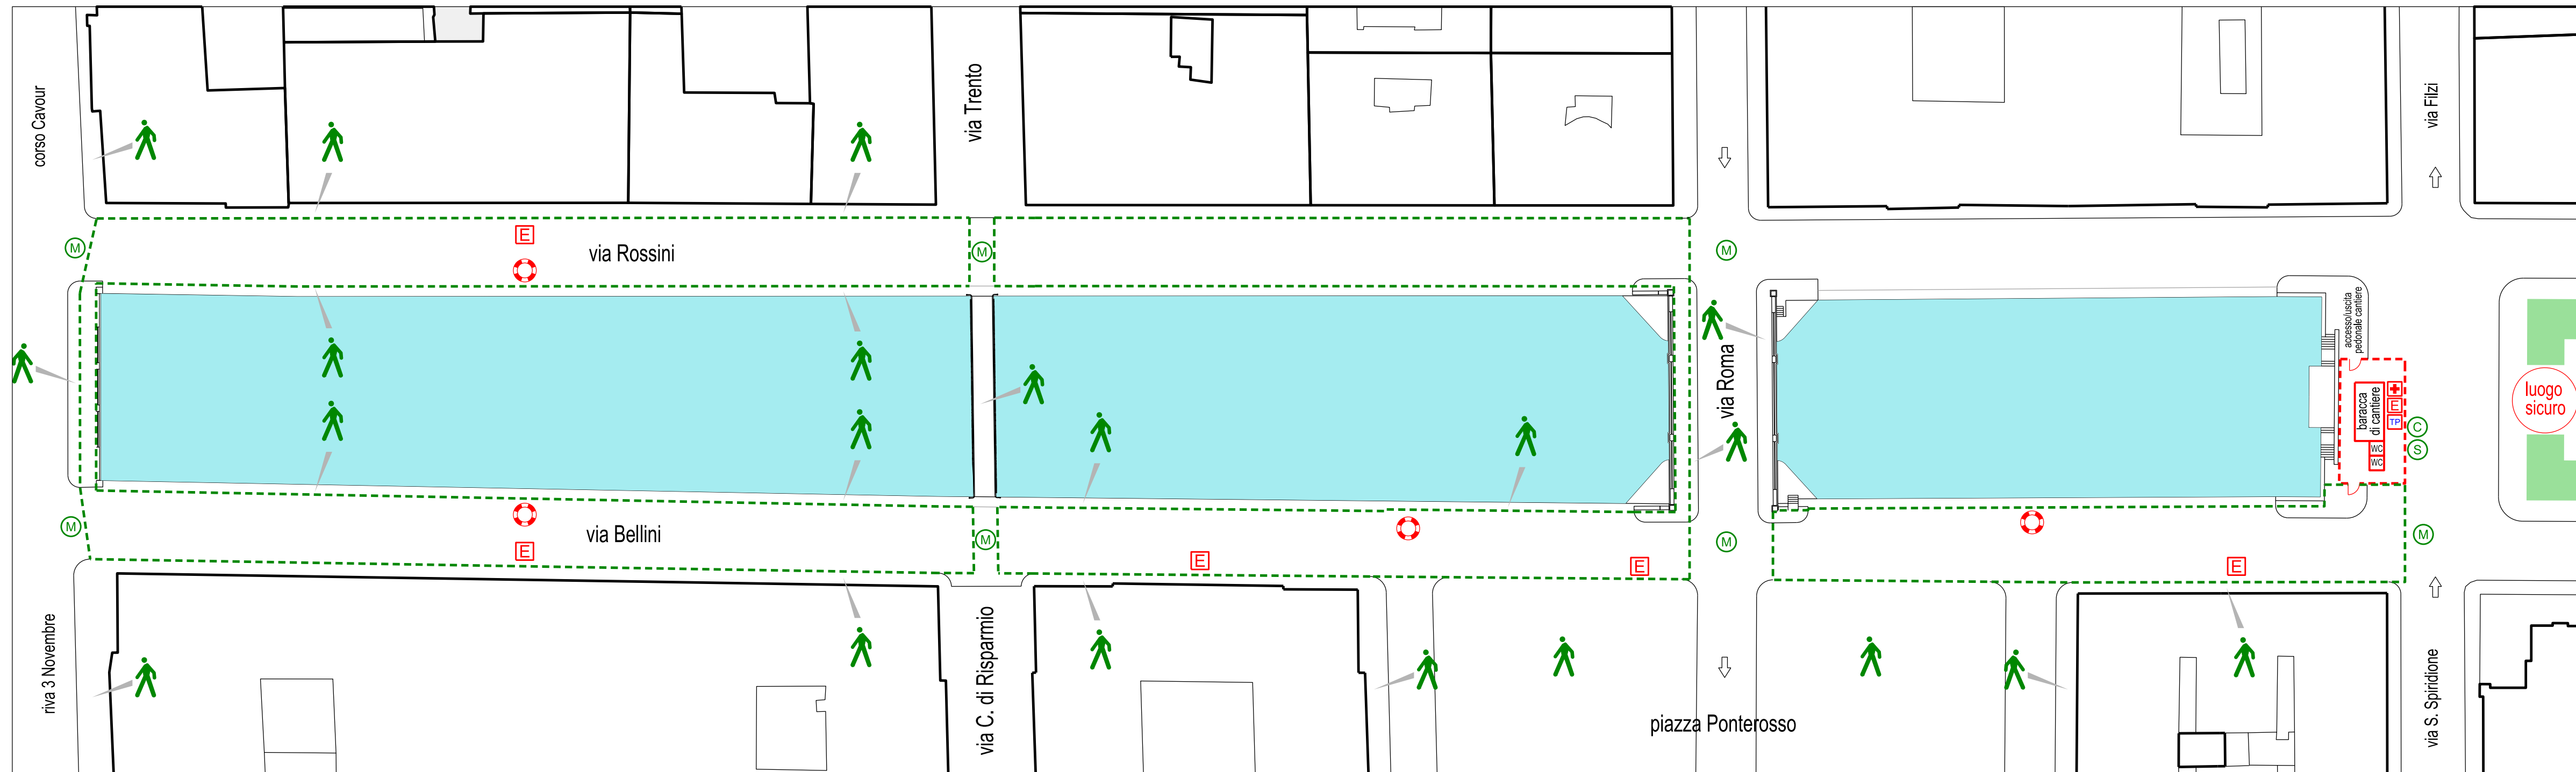 corso Cavour
via Trento
via Filzi
E
via Rossini
M
M
M
accesso/uscita
pedonale cantiere
via Roma
baracca
di cantiere
E
TP
WC
WC
C
S
luogo
sicuro
M
via Bellini
E
M
E
E
M
E
M
riva 3 Novembre
via C. di Risparmio
piazza Ponterosso
via S. Spiridione